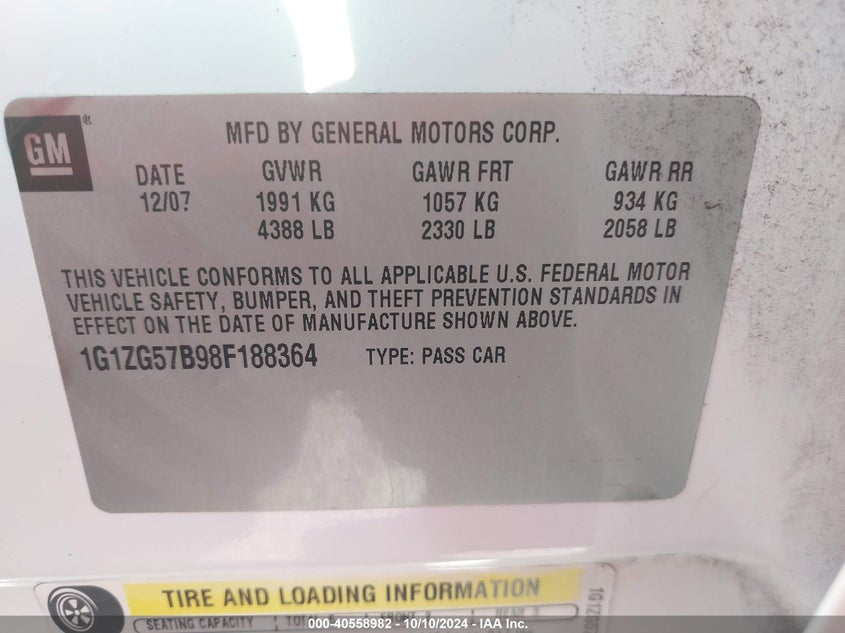 GM®
MFD BY GENERAL MOTORS CORP.
DATE GVWR GAWR FRT GAWR RR
12/07 1991 KG 1057 KG 934 KG
4388 LB 2330 LB 2058 LB
THIS VEHICLE CONFORMS TO ALL APPLICABLE U.S. FEDERAL MOTOR
VEHICLE SAFETY, BUMPER, AND THEFT PREVENTION STANDARDS IN
EFFECT ON THE DATE OF MANUFACTURE SHOWN ABOVE.
1G1ZG57B98F188364 TYPE: PASS CAR
TIRE AND LOADING INFORMATION
SEATING CAPACITY
000-40558982 - 10/10/2024 - IAA Inc.